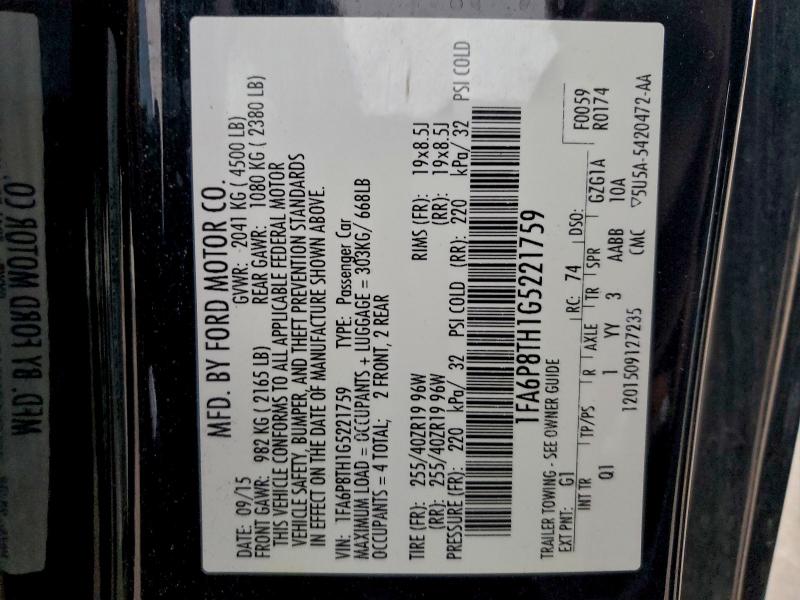 MFD. BY FORD MOTOR CO.
DATE: 09/15 GVWR: 2041 KG ( 4500 LB)
FRONT GAWR: 982 KG ( 2165 LB) REAR GAWR: 1080 KG ( 2380 LB)
THIS VEHICLE CONFORMS TO ALL APPLICABLE FEDERAL MOTOR
VEHICLE SAFETY, BUMPER, AND THEFT PREVENTION STANDARDS
IN EFFECT ON THE DATE OF MANUFACTURE SHOWN ABOVE.
VIN: 1FA6P8TH1G5221759 TYPE: Passenger Car
MAXIMUM LOAD = OCCUPANTS + LUGGAGE = 303KG/ 668LB
OCCUPANTS = 4 TOTAL: 2 FRONT, 2 REAR
TIRE (FR): 255/40ZR19 96W RIMS (FR): 19x8.5J
(RR): 255/40ZR19 96W (RR): 19x8.5J
PRESSURE (FR): 220 kPa/ 32 PSI COLD (RR): 220 kPa/ 32 PSI COLD
1FA6P8TH1G5221759
TRAILER TOWING - SEE OWNER GUIDE F0059
EXT PNT: G1 RC: 74 DSO: R0174
INT TR TP/PS R AXLE TR SPR GZG1A
Q1 1 YY 3 AABB 10A
1201509127235 CMC ▽5U5A-5420472-AA
MFD. BY FORD MOTOR CO